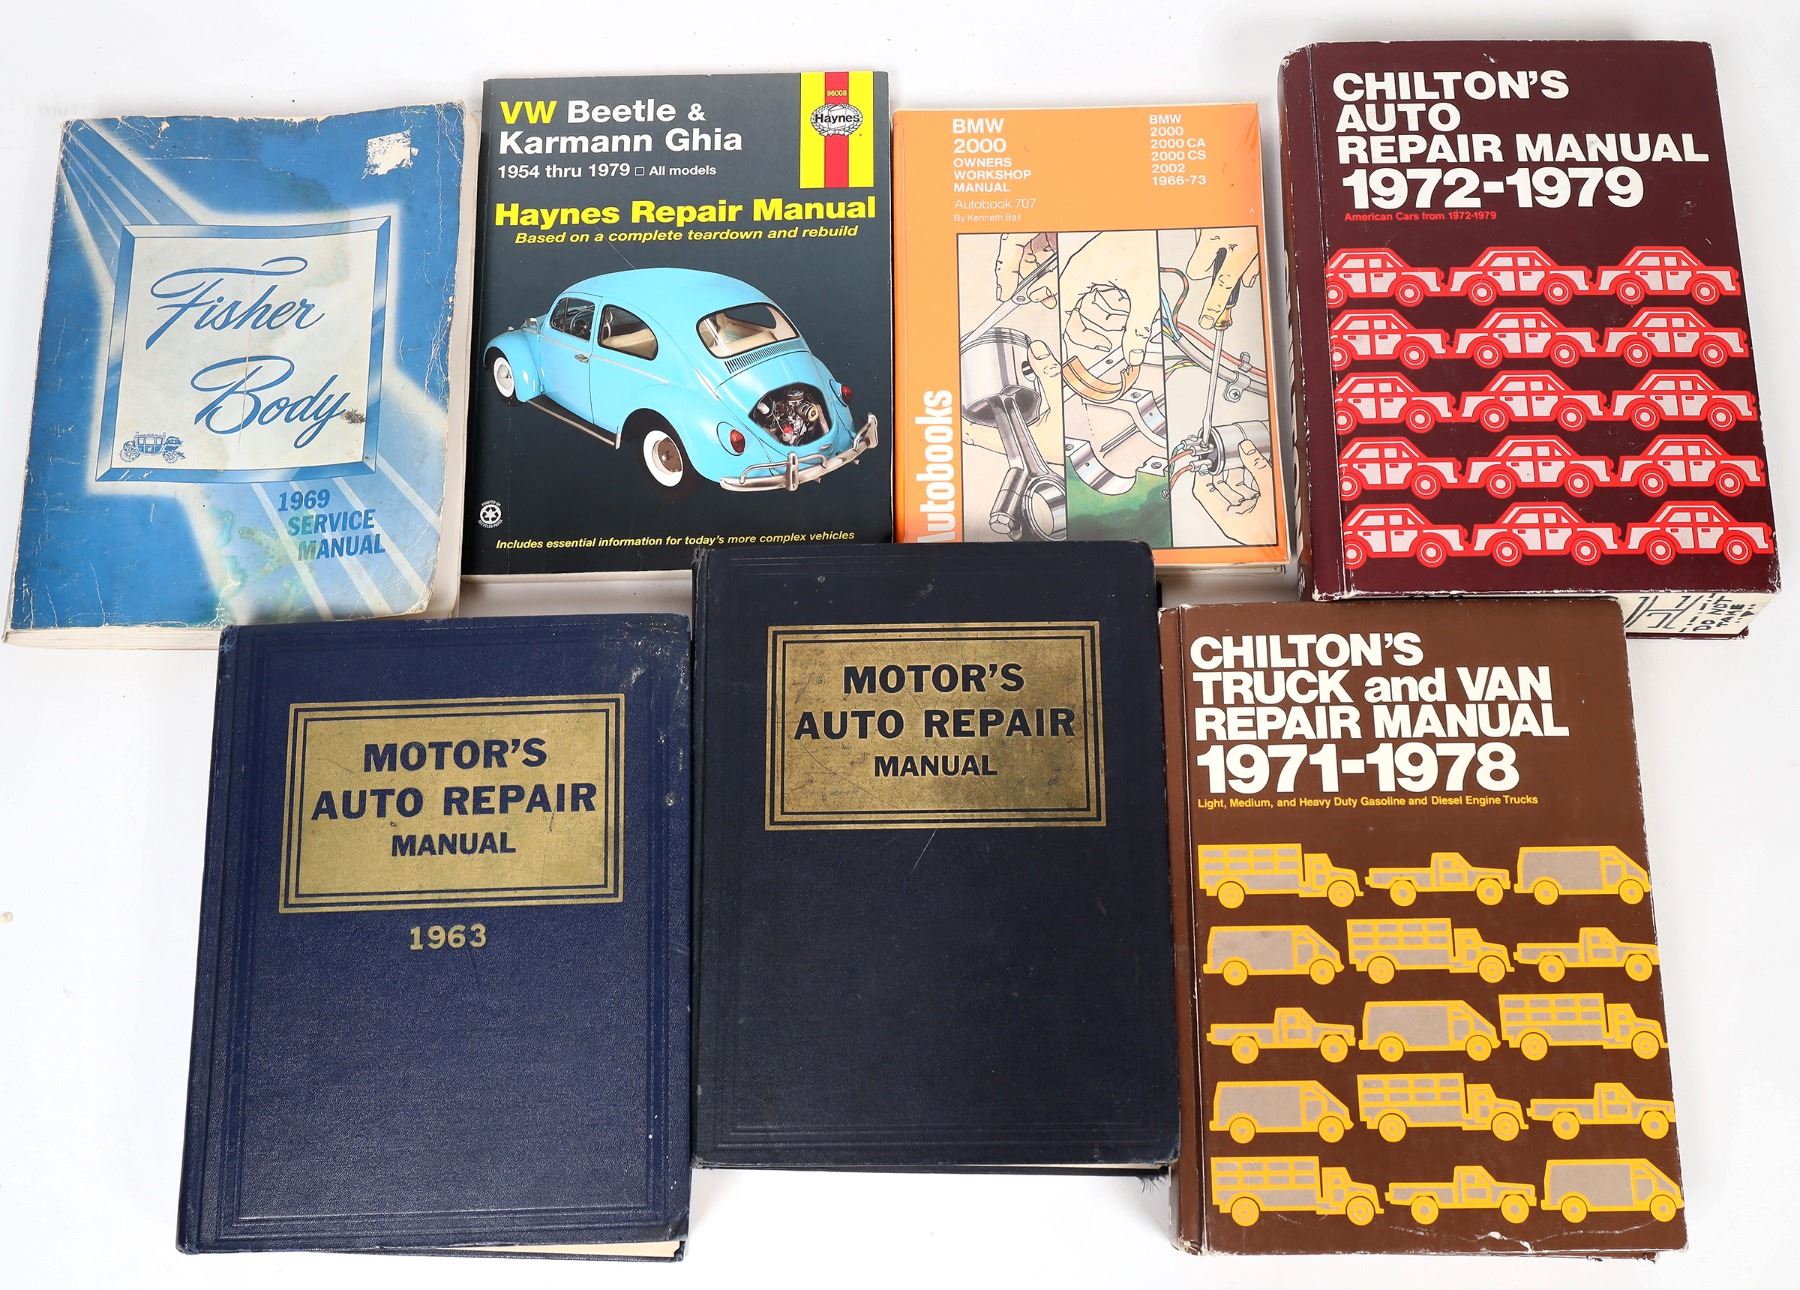 Fisher
Body
1969
SERVICE
MANUAL
VW Beetle &
Karmann Ghia
1954 thru 1979 □ All models
96008
Haynes
Haynes Repair Manual
Based on a complete teardown and rebuild
Includes essential information for today's more complex vehicles
BMW
2000
OWNERS
WORKSHOP
MANUAL
Autobook 707
By Kenneth Ball
BMW
2000
2000 CA
2000 CS
2002
1966-73
Autobooks
CHILTON'S
AUTO
REPAIR MANUAL
1972-1979
American Cars from 1972-1979
MOTOR'S
AUTO REPAIR
MANUAL
1963
MOTOR'S
AUTO REPAIR
MANUAL
CHILTON'S
TRUCK and VAN
REPAIR MANUAL
1971-1978
Light, Medium, and Heavy Duty Gasoline and Diesel Engine Trucks